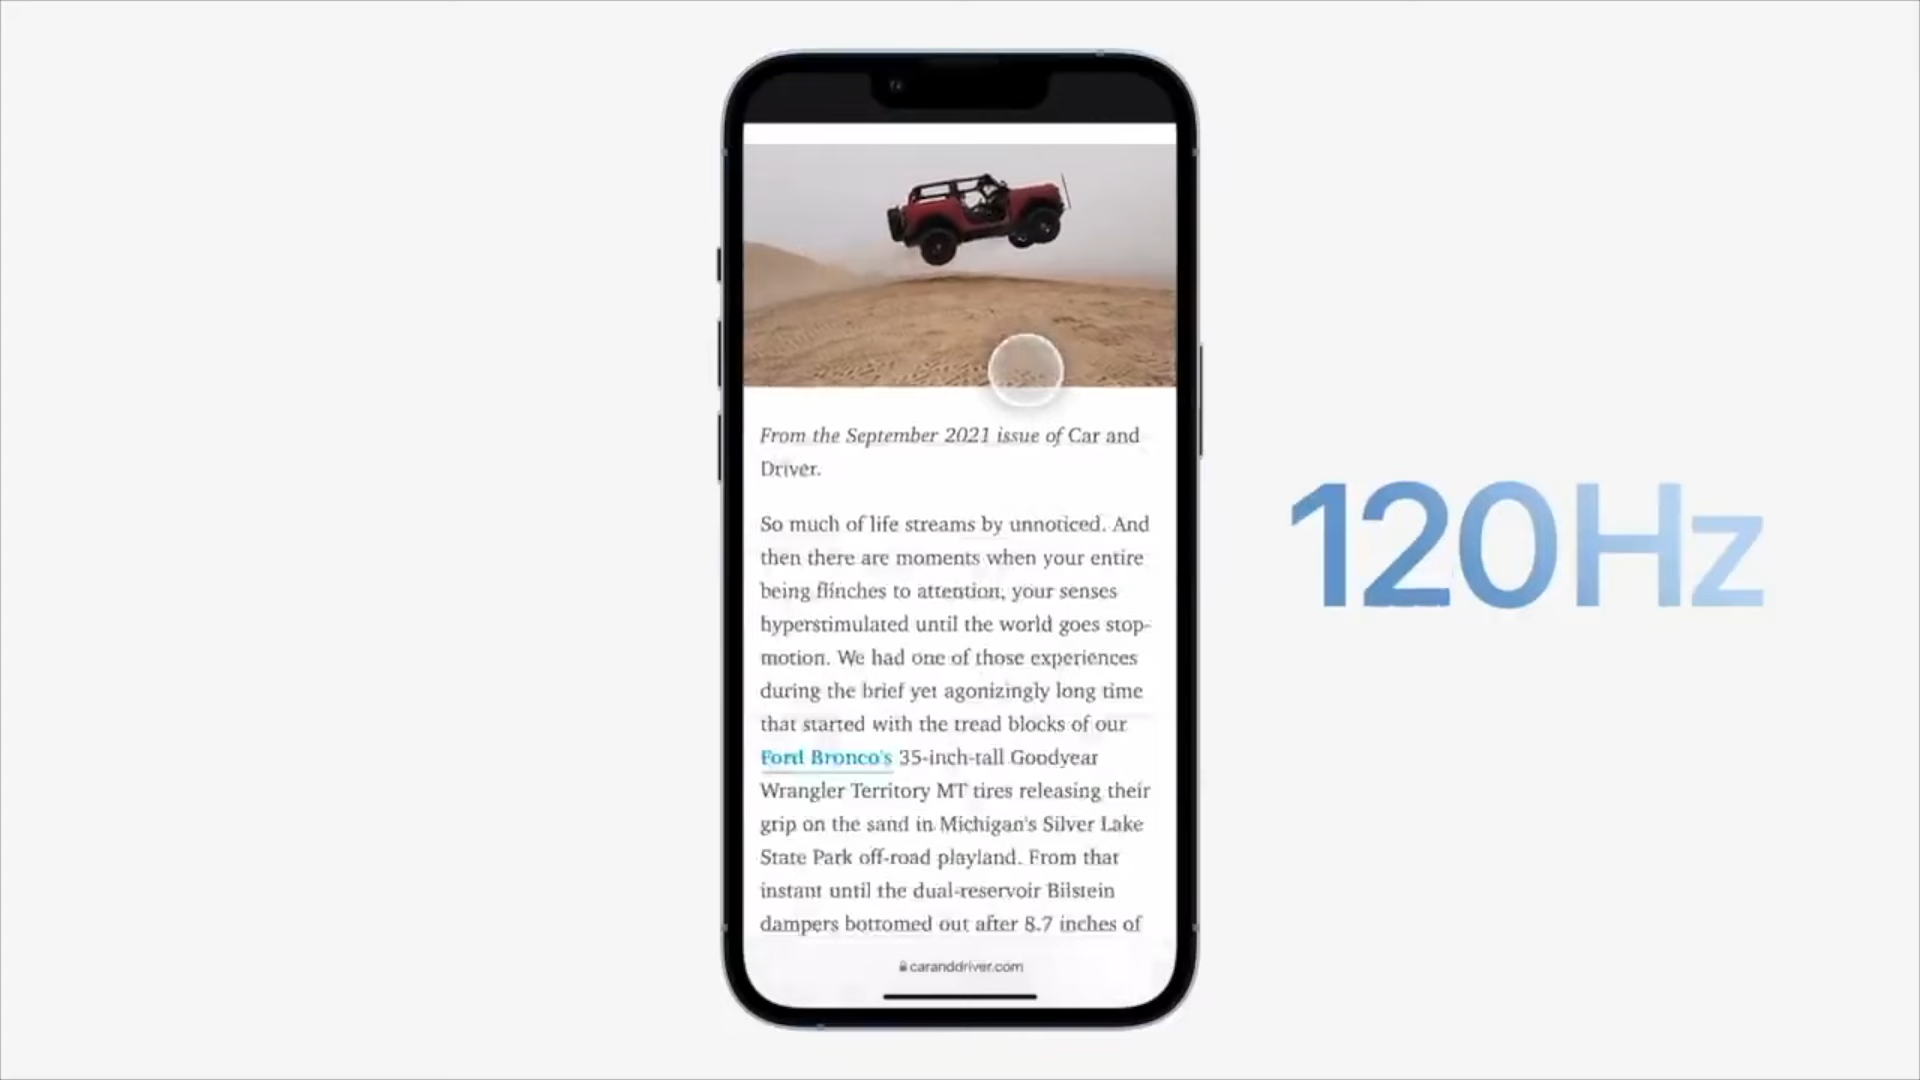 From the September 2021 issue of Car and
Driver.
So much of life streams by unnoticed. And
then there are moments when your entire
being flinches to attention, your senses
hyperstimulated until the world goes stop-
motion. We had one of those experiences
during the brief yet agonizingly long time
that started with the tread blocks of our
Ford Bronco's 35-inch-tall Goodyear
Wrangler Territory MT tires releasing their
grip on the sand in Michigan's Silver Lake
State Park off-road playland. From that
instant until the dual-reservoir Bilstein
dampers bottomed out after 8.7 inches of
caranddriver.com
120Hz